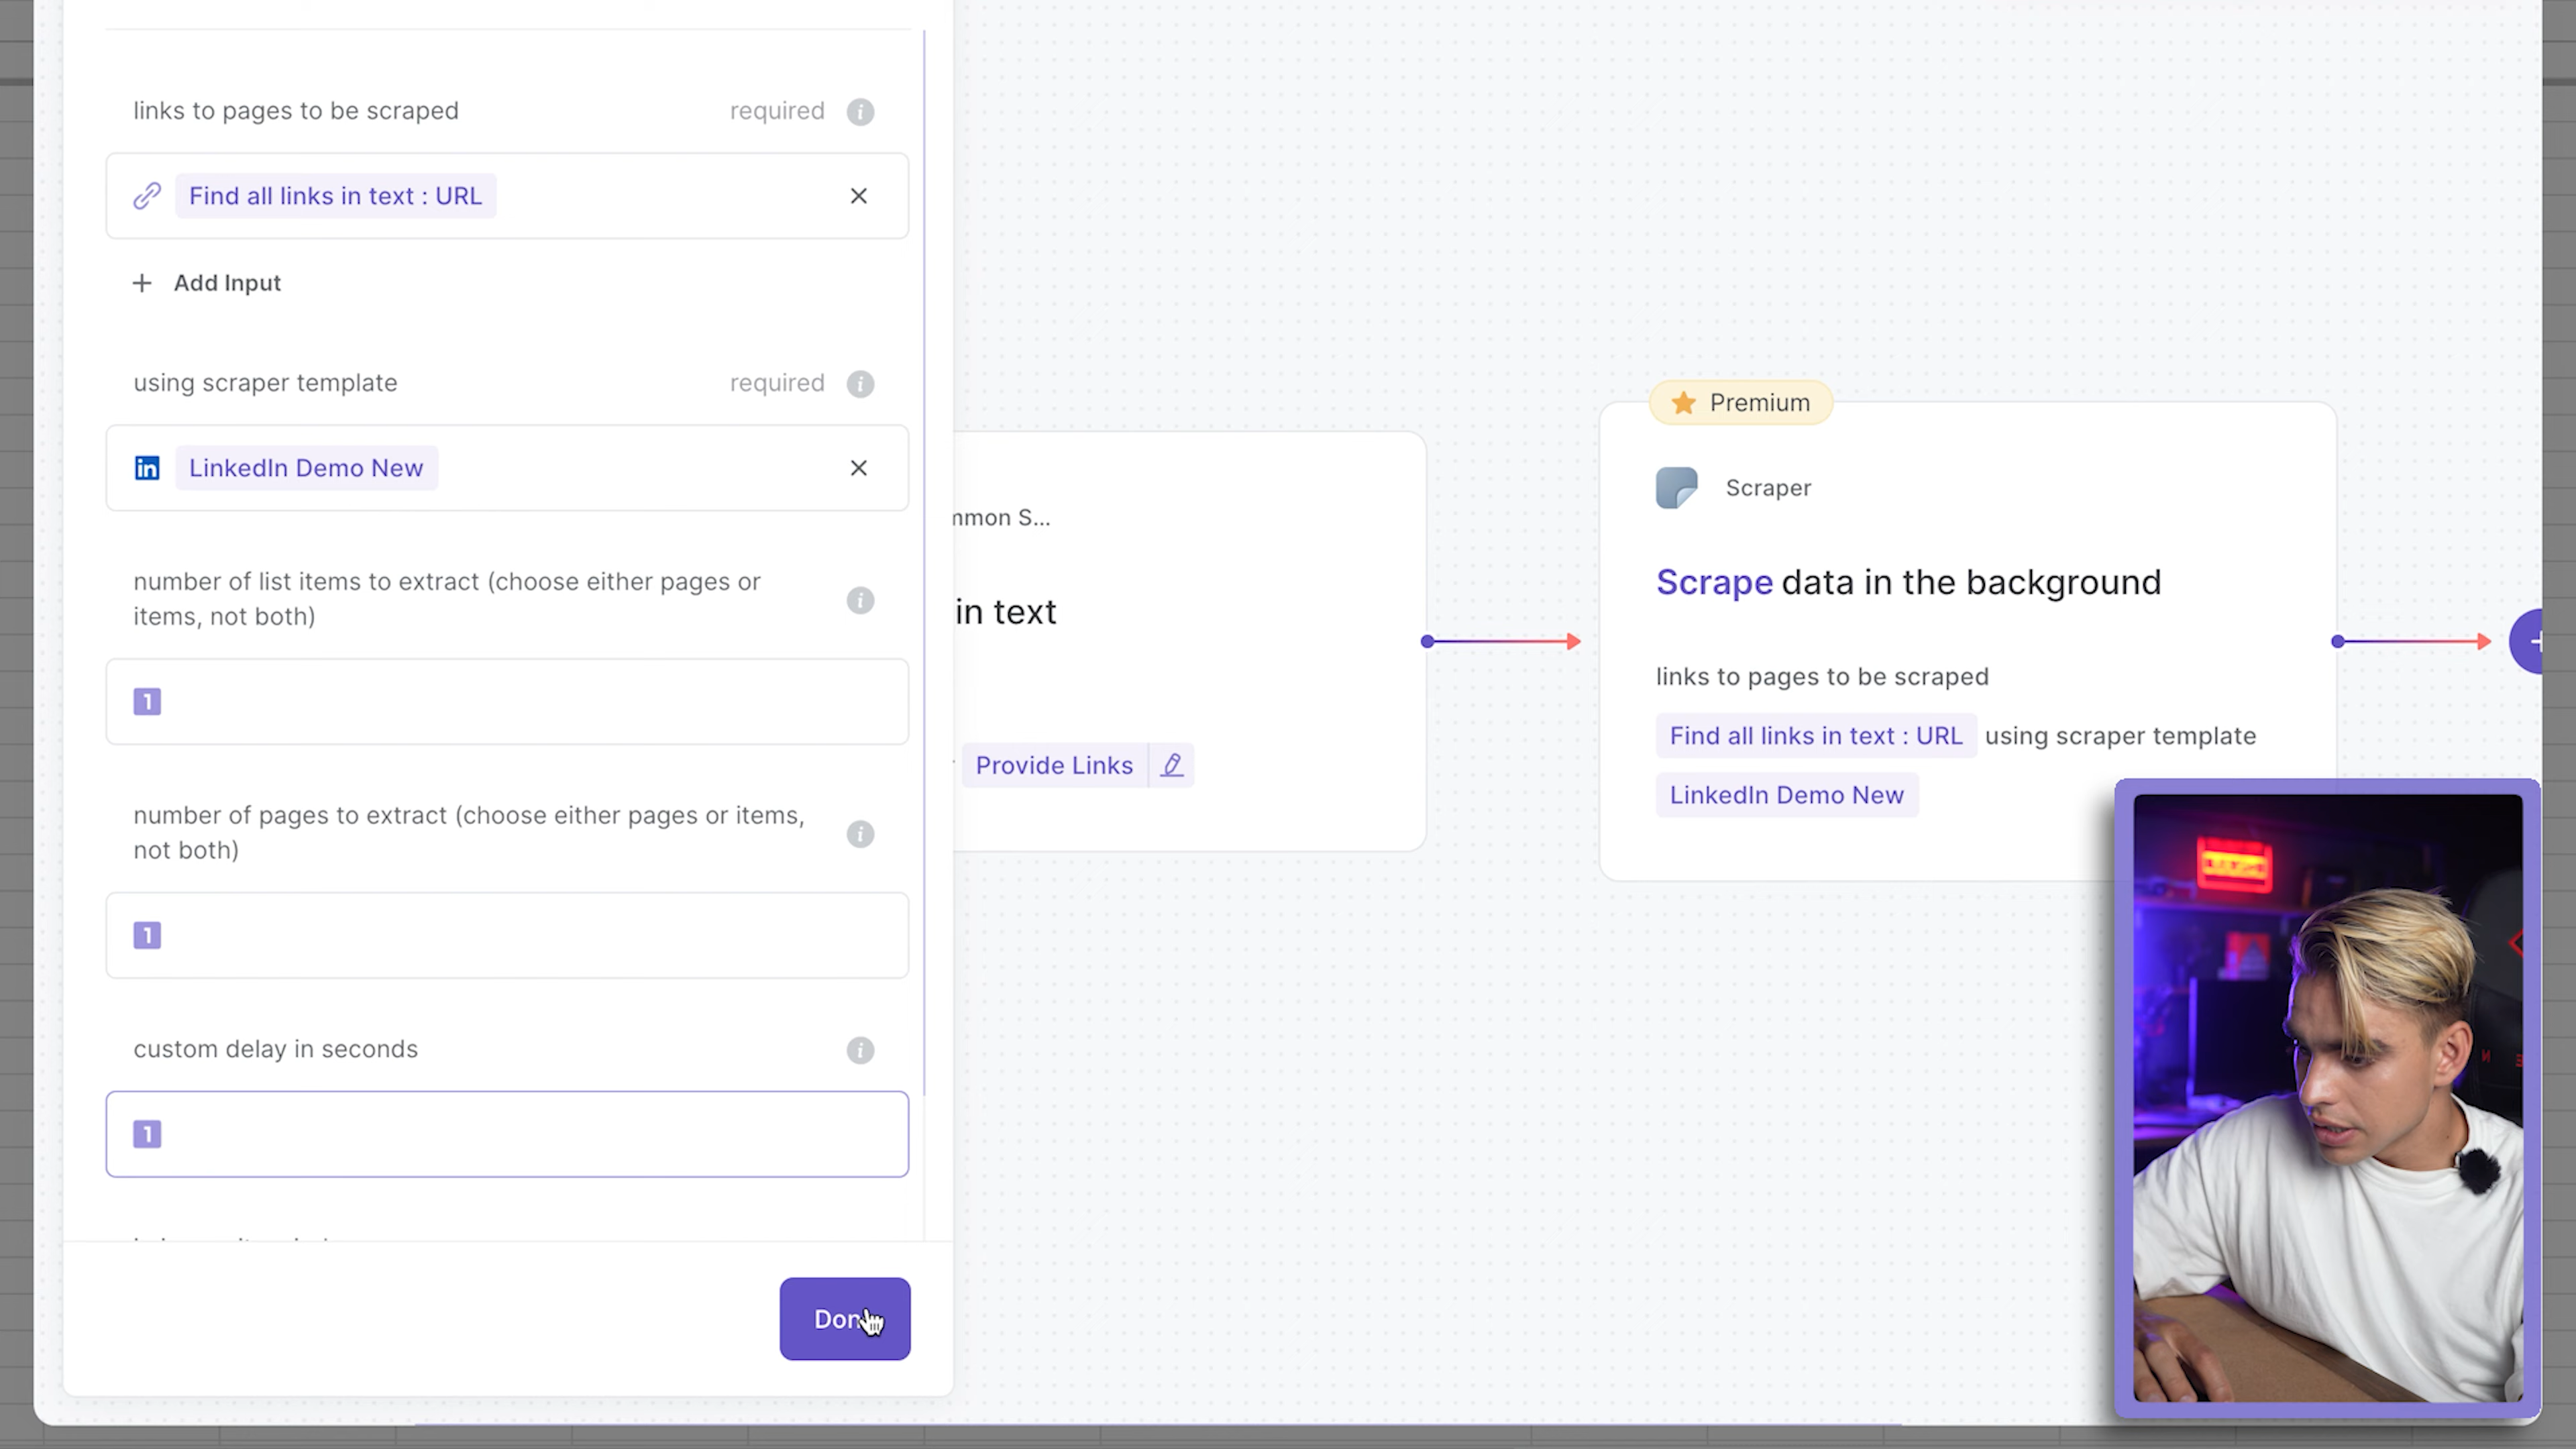 links to pages to be scraped required
Find all links in text : URL
Add Input
using scraper template required
in LinkedIn Demo New
number of list items to extract (choose either pages or
items, not both)
1
number of pages to extract (choose either pages or items,
not both)
1
custom delay in seconds
1
Don
mmon S...
in text
Provide Links
Premium
Scraper
Scrape data in the background
links to pages to be scraped
Find all links in text : URL using scraper template
LinkedIn Demo New